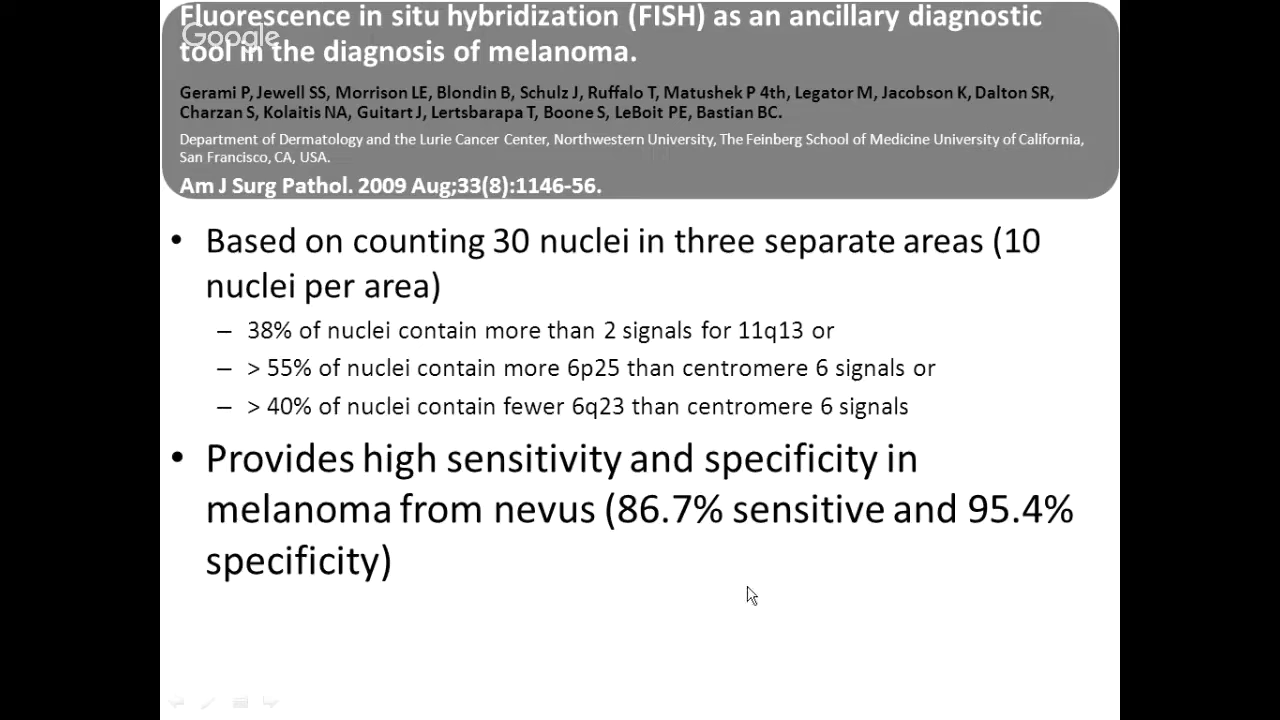 Fluorescence in situ hybridization (FISH) as an ancillary diagnostic
Google
tool in the diagnosis of melanoma.
Gerami P, Jewell SS, Morrison LE, Blondin B, Schulz J, Ruffalo T, Matushek P 4th, Legator M, Jacobson K, Dalton SR,
Charzan S, Kolaitis NA, Guitart J, Lertsbarapa T, Boone S, LeBoit PE, Bastian BC.
Department of Dermatology and the Lurie Cancer Center, Northwestern University, The Feinberg School of Medicine University of California,
San Francisco, CA, USA.
Am J Surg Pathol. 2009 Aug;33(8):1146-56.
• Based on counting 30 nuclei in three separate areas (10
nuclei per area)
– 38% of nuclei contain more than 2 signals for 11q13 or
– > 55% of nuclei contain more 6p25 than centromere 6 signals or
– > 40% of nuclei contain fewer 6q23 than centromere 6 signals
• Provides high sensitivity and specificity in
melanoma from nevus (86.7% sensitive and 95.4%
specificity)